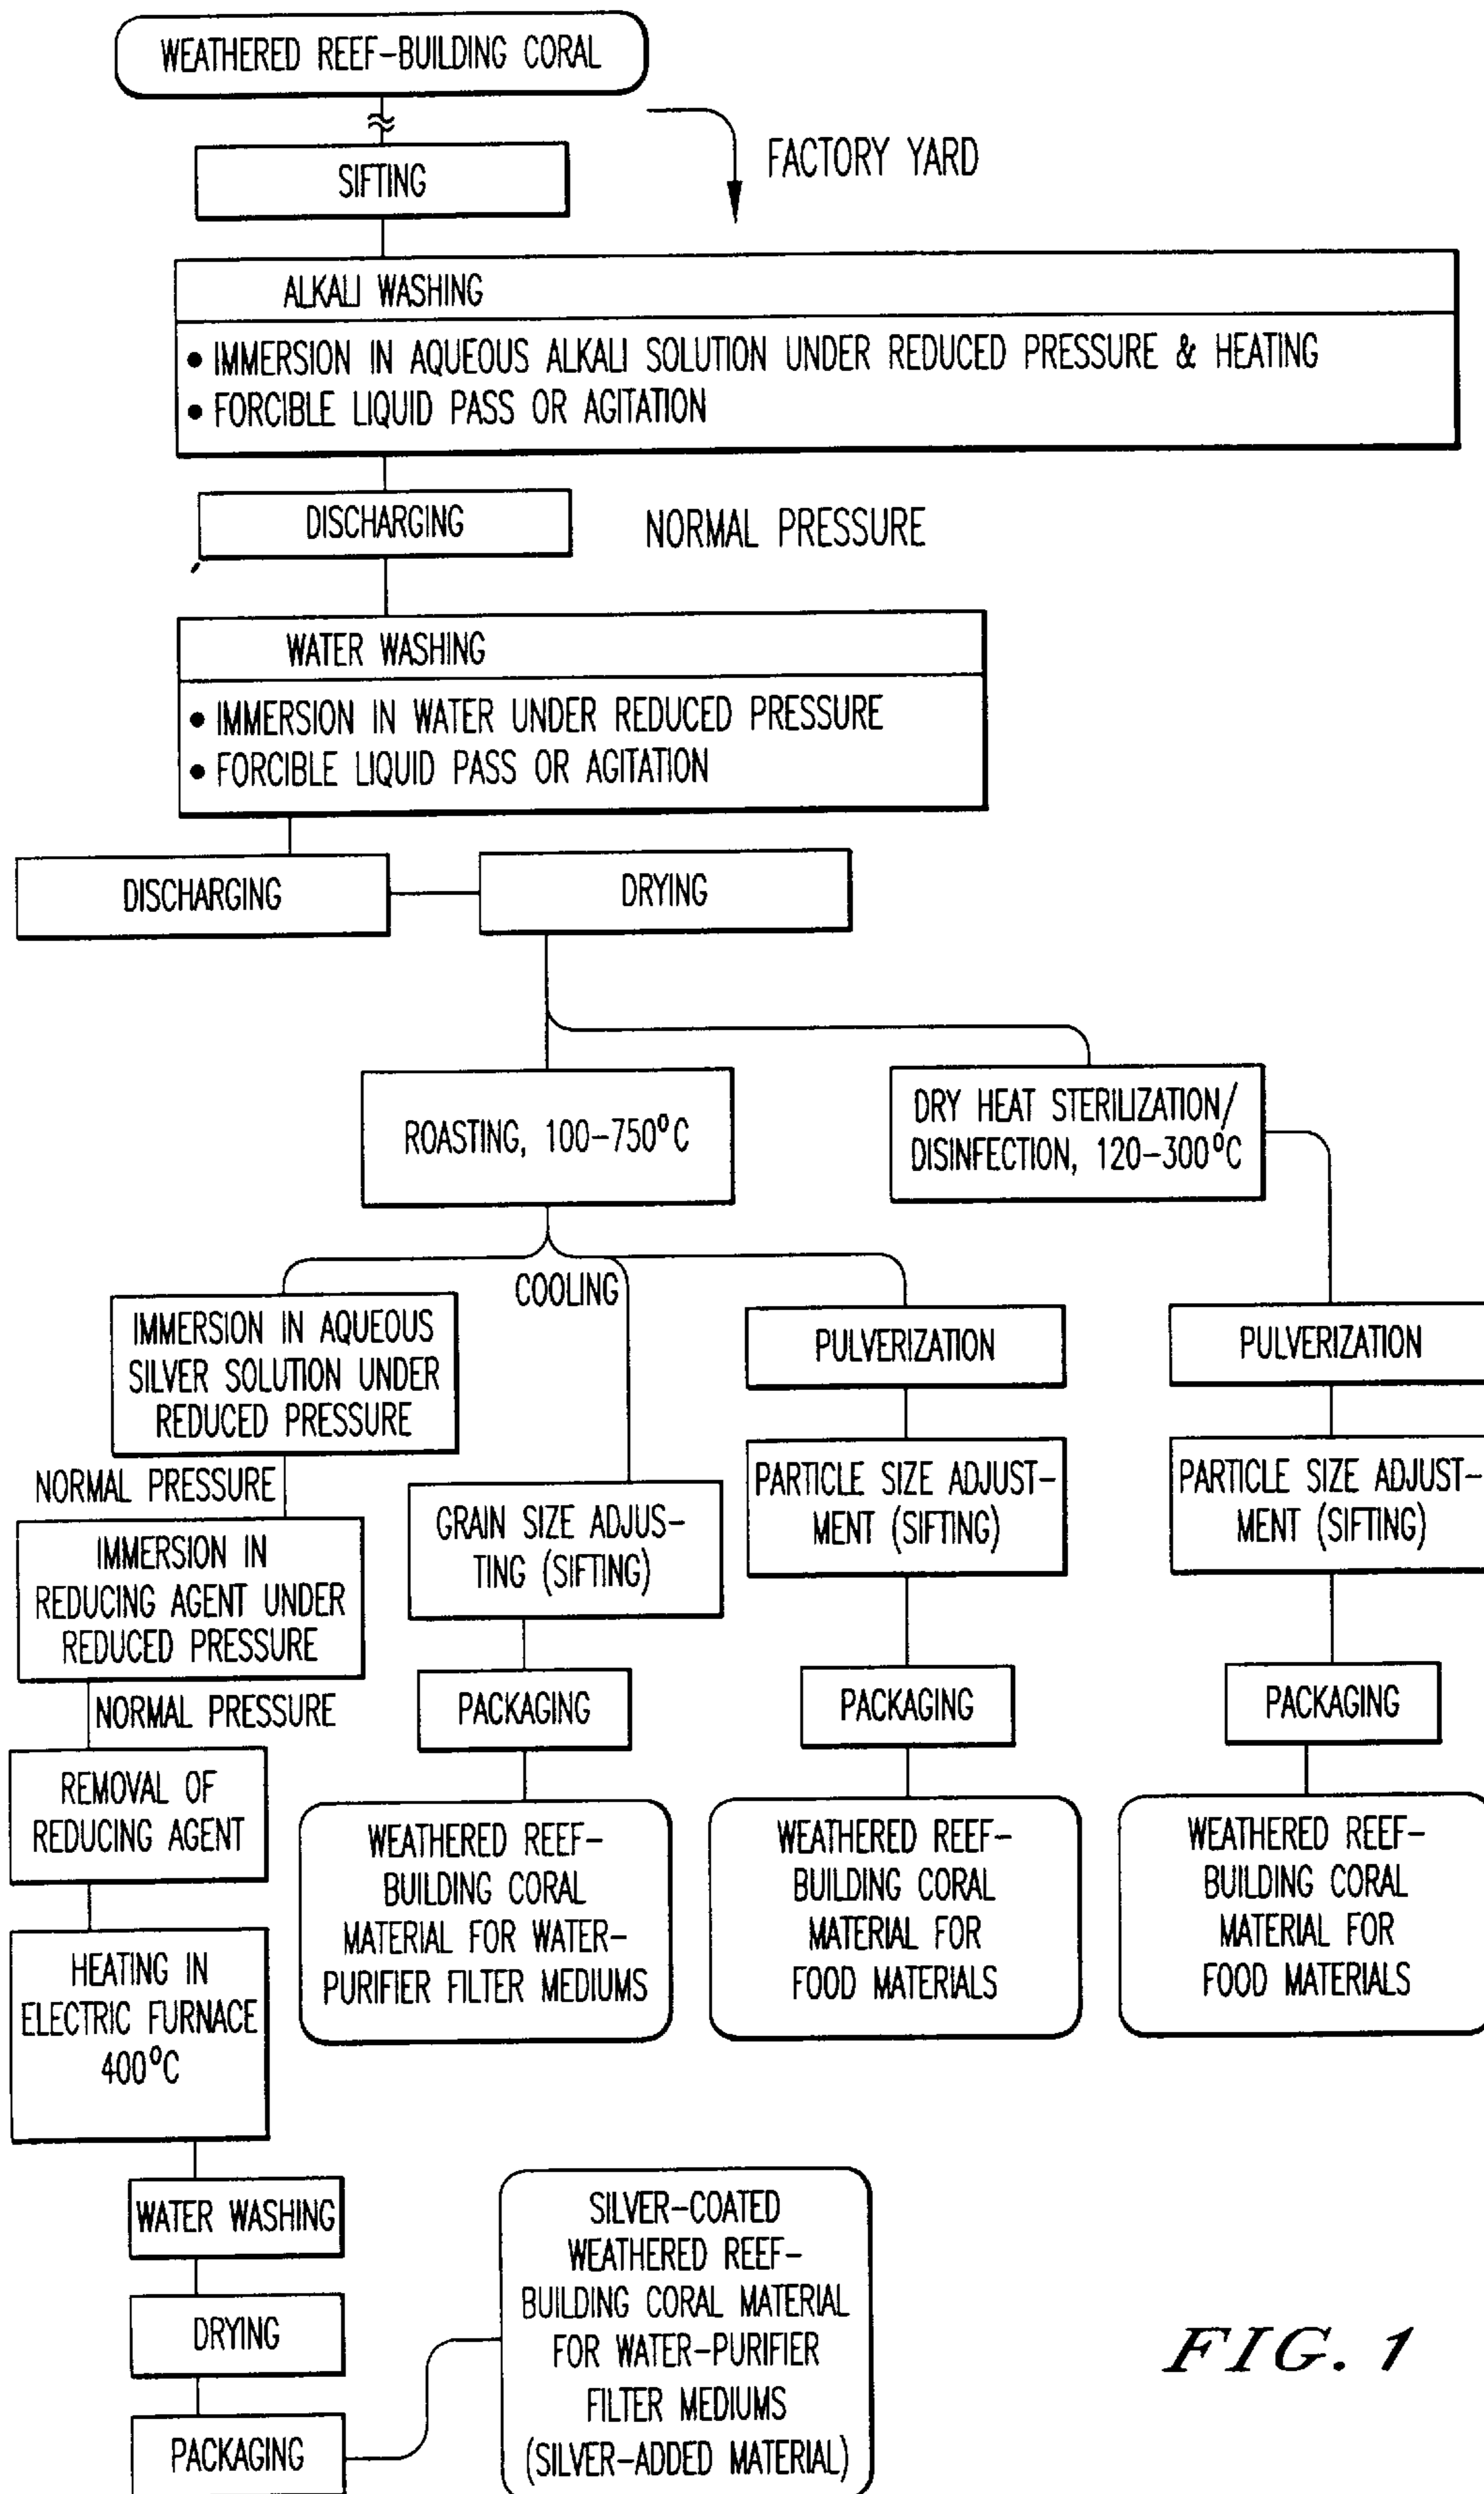 WEATHERED REEF-BUILDING CORAL
SIFTING
FACTORY YARD
ALKALI WASHING
• IMMERSION IN AQUEOUS ALKALI SOLUTION UNDER REDUCED PRESSURE & HEATING
• FORCIBLE LIQUID PASS OR AGITATION
DISCHARGING
NORMAL PRESSURE
WATER WASHING
• IMMERSION IN WATER UNDER REDUCED PRESSURE
• FORCIBLE LIQUID PASS OR AGITATION
DISCHARGING
DRYING
ROASTING, 100-750°C
DRY HEAT STERILIZATION/
DISINFECTION, 120-300°C
COOLING
IMMERSION IN AQUEOUS
SILVER SOLUTION UNDER
REDUCED PRESSURE
NORMAL PRESSURE
IMMERSION IN
REDUCING AGENT UNDER
REDUCED PRESSURE
NORMAL PRESSURE
REMOVAL OF
REDUCING AGENT
HEATING IN
ELECTRIC FURNACE
400°C
WATER WASHING
DRYING
PACKAGING
SILVER-COATED
WEATHERED REEF-
BUILDING CORAL MATERIAL
FOR WATER-PURIFIER
FILTER MEDIUMS
(SILVER-ADDED MATERIAL)
GRAIN SIZE ADJUS-
TING (SIFTING)
PACKAGING
WEATHERED REEF-
BUILDING CORAL
MATERIAL FOR WATER-
PURIFIER FILTER MEDIUMS
PULVERIZATION
PARTICLE SIZE ADJUST-
MENT (SIFTING)
PACKAGING
WEATHERED REEF-
BUILDING CORAL
MATERIAL FOR
FOOD MATERIALS
PULVERIZATION
PARTICLE SIZE ADJUST-
MENT (SIFTING)
PACKAGING
WEATHERED REEF-
BUILDING CORAL
MATERIAL FOR
FOOD MATERIALS
FIG. 1